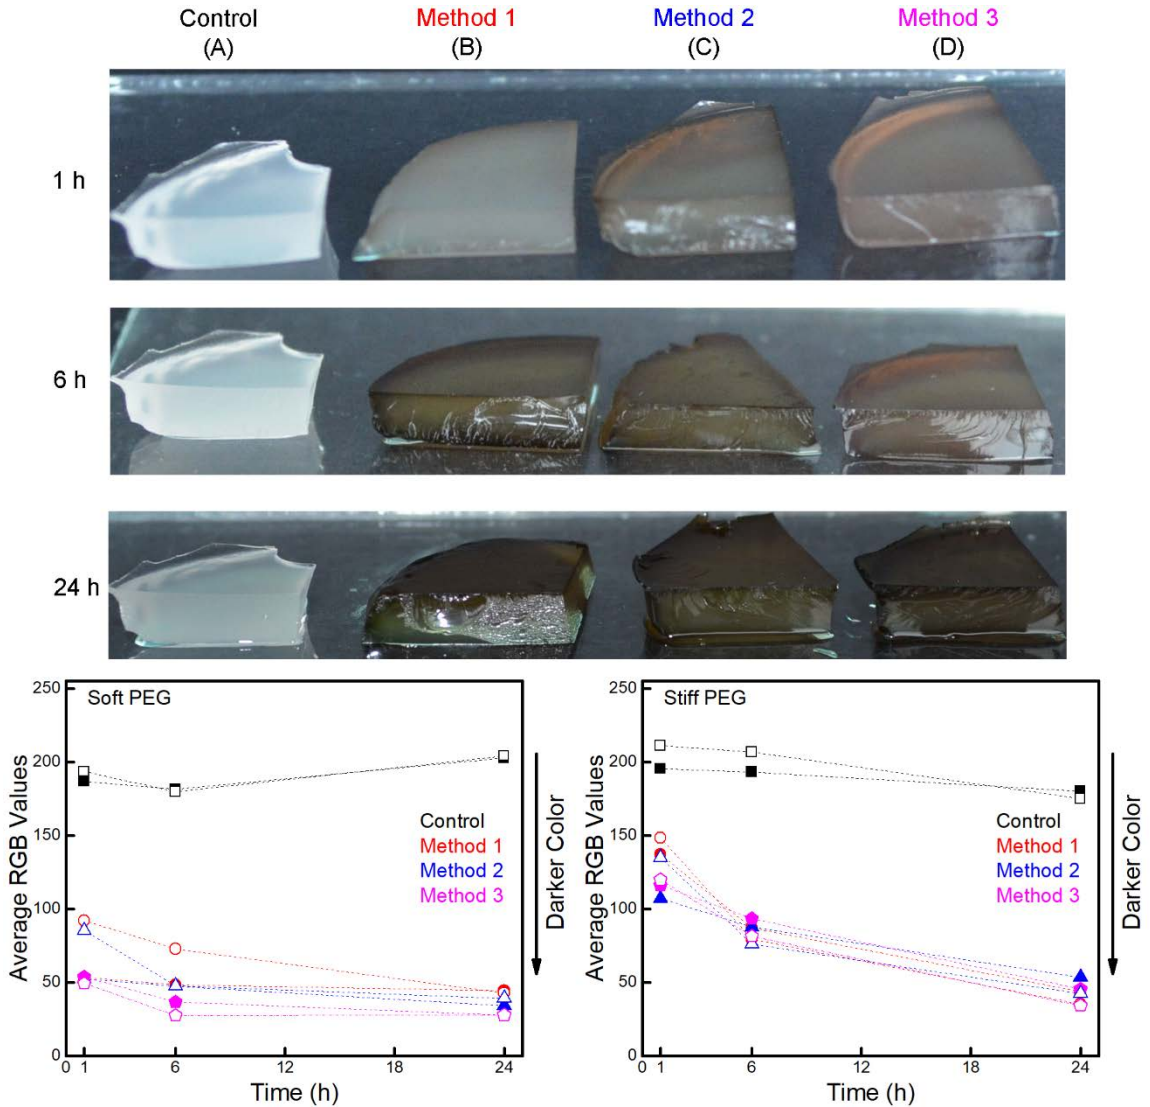 Control Method 1 Method 2 Method 3
(A) (B) (C) (D)
1 h
6 h
24 h
Soft PEG
250
200
150
100
50
0
0 1 6 12 18 24
Average RGB Values
Time (h)
Control
Method 1
Method 2
Method 3
Darker Color
Stiff PEG
250
200
150
100
50
0
0 1 6 12 18 24
Average RGB Values
Time (h)
Control
Method 1
Method 2
Method 3
Darker Color